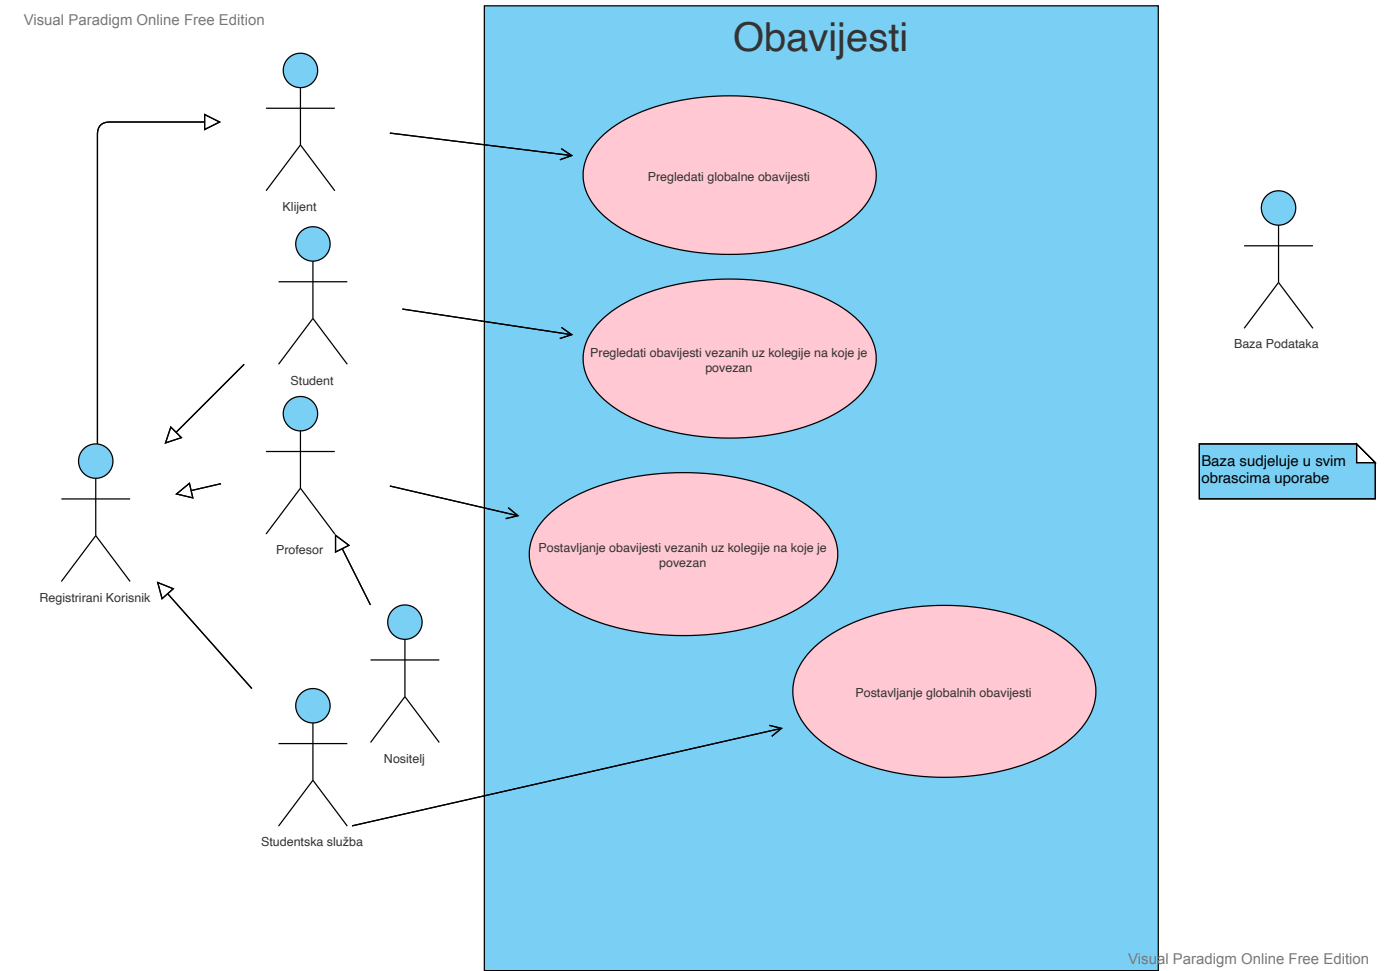 Visual Paradigm Online Free Edition
Obavijesti
Klijent
Pregledati globalne obavijesti
Student
Pregledati obavijesti vezanih uz kolegije na koje je
povezan
Baza Podataka
Baza sudjeluje u svim
obrascima uporabe
Profesor
Postavljanje obavijesti vezanih uz kolegije na koje je
povezan
Registrirani Korisnik
Nositelj
Postavljanje globalnih obavijesti
Studentska služba
Visual Paradigm Online Free Edition